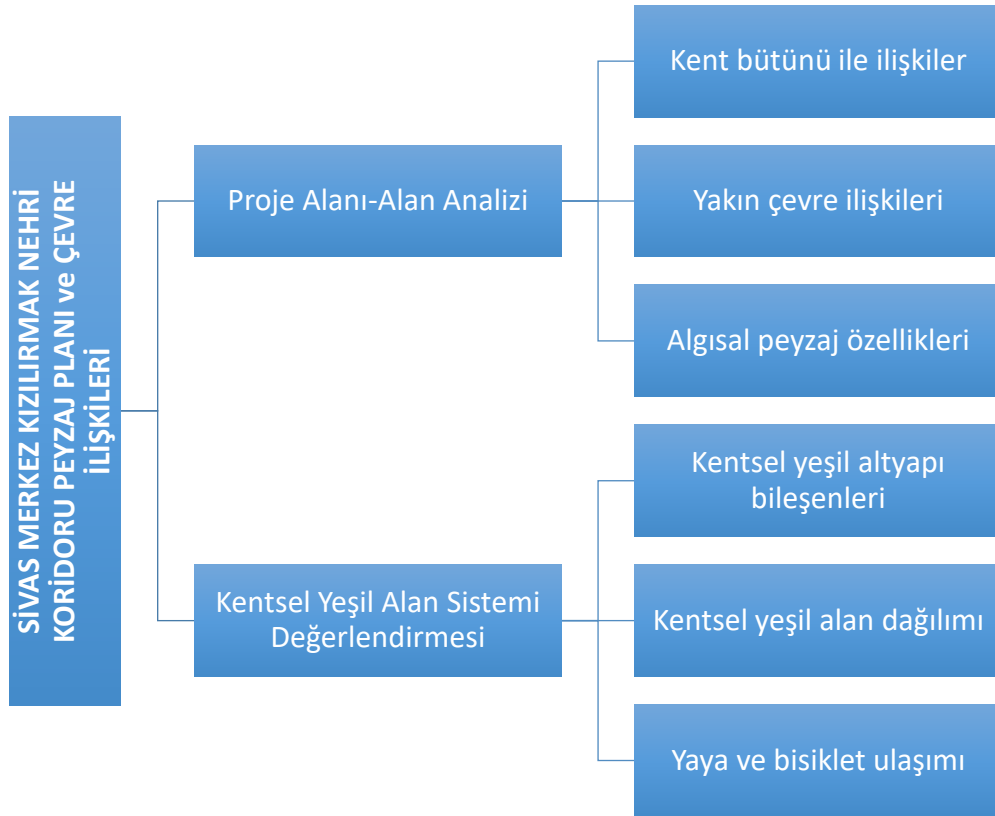 SİVAS MERKEZ KIZILIRMAK NEHRİ
KORİDORU PEYZAJ PLANI ve ÇEVRE
İLİŞKİLERİ
Proje Alanı-Alan Analizi
Kent bütünü ile ilişkiler
Yakın çevre ilişkileri
Algısal peyzaj özellikleri
Kentsel Yeşil Alan Sistemi
Değerlendirmesi
Kentsel yeşil altyapı
bileşenleri
Kentsel yeşil alan dağılımı
Yaya ve bisiklet ulaşımı